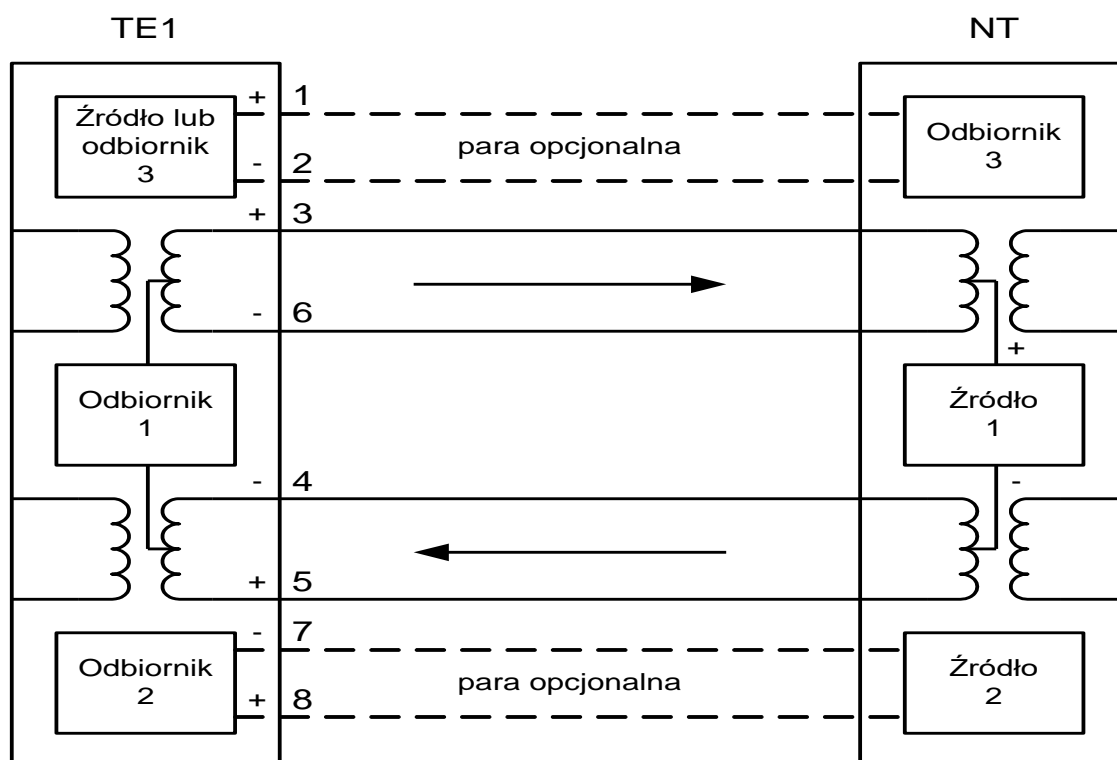 TE1
NT
Źródło lub
odbiornik
3
+
1
-
2
para opcjonalna
Odbiornik
3
+
3
-
6
Odbiornik
1
+
Źródło
1
-
-
4
+
5
Odbiornik
2
-
7
+
8
para opcjonalna
Źródło
2